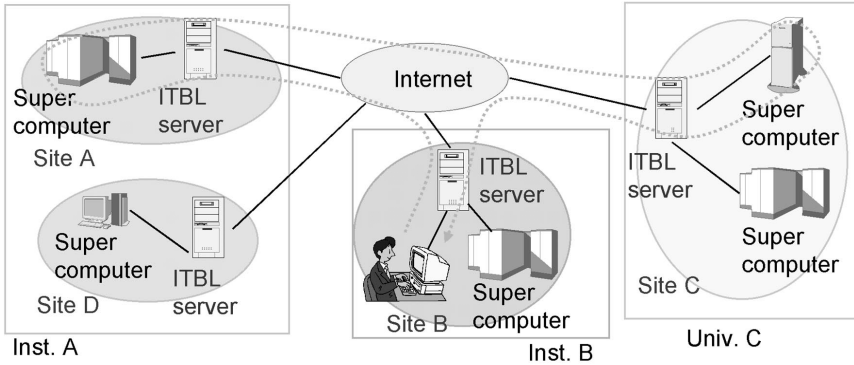 Super
computer
ITBL
server
Site A
Internet
Super
computer
ITBL
server
Super
computer
Site C
Univ. C
ITBL
server
Super
computer
Site B
Inst. B
Super
computer
ITBL
server
Site D
Inst. A